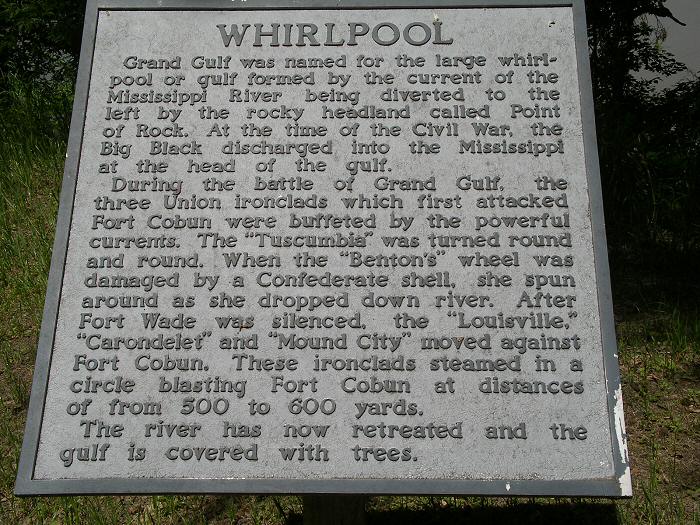 WHIRLPOOL
Grand Gulf was named for the large whirl-
pool or gulf formed by the current of the
Mississippi River being diverted to the
left by the rocky headland called Point
of Rock. At the time of the Civil War, the
Big Black discharged into the Mississippi
at the head of the gulf.
During the battle of Grand Gulf, the
three Union ironclads which first attacked
Fort Cobun were buffeted by the powerful
currents. The "Tuscumbia" was turned round
and round. When the "Benton's" wheel was
damaged by a Confederate shell, she spun
around as she dropped down river. After
Fort Wade was silenced, the "Louisville,"
"Carondelet" and "Mound City" moved against
Fort Cobun. These ironclads steamed in a
circle blasting Fort Cobun at distances
of from 500 to 600 yards.
The river has now retreated and the
gulf is covered with trees.